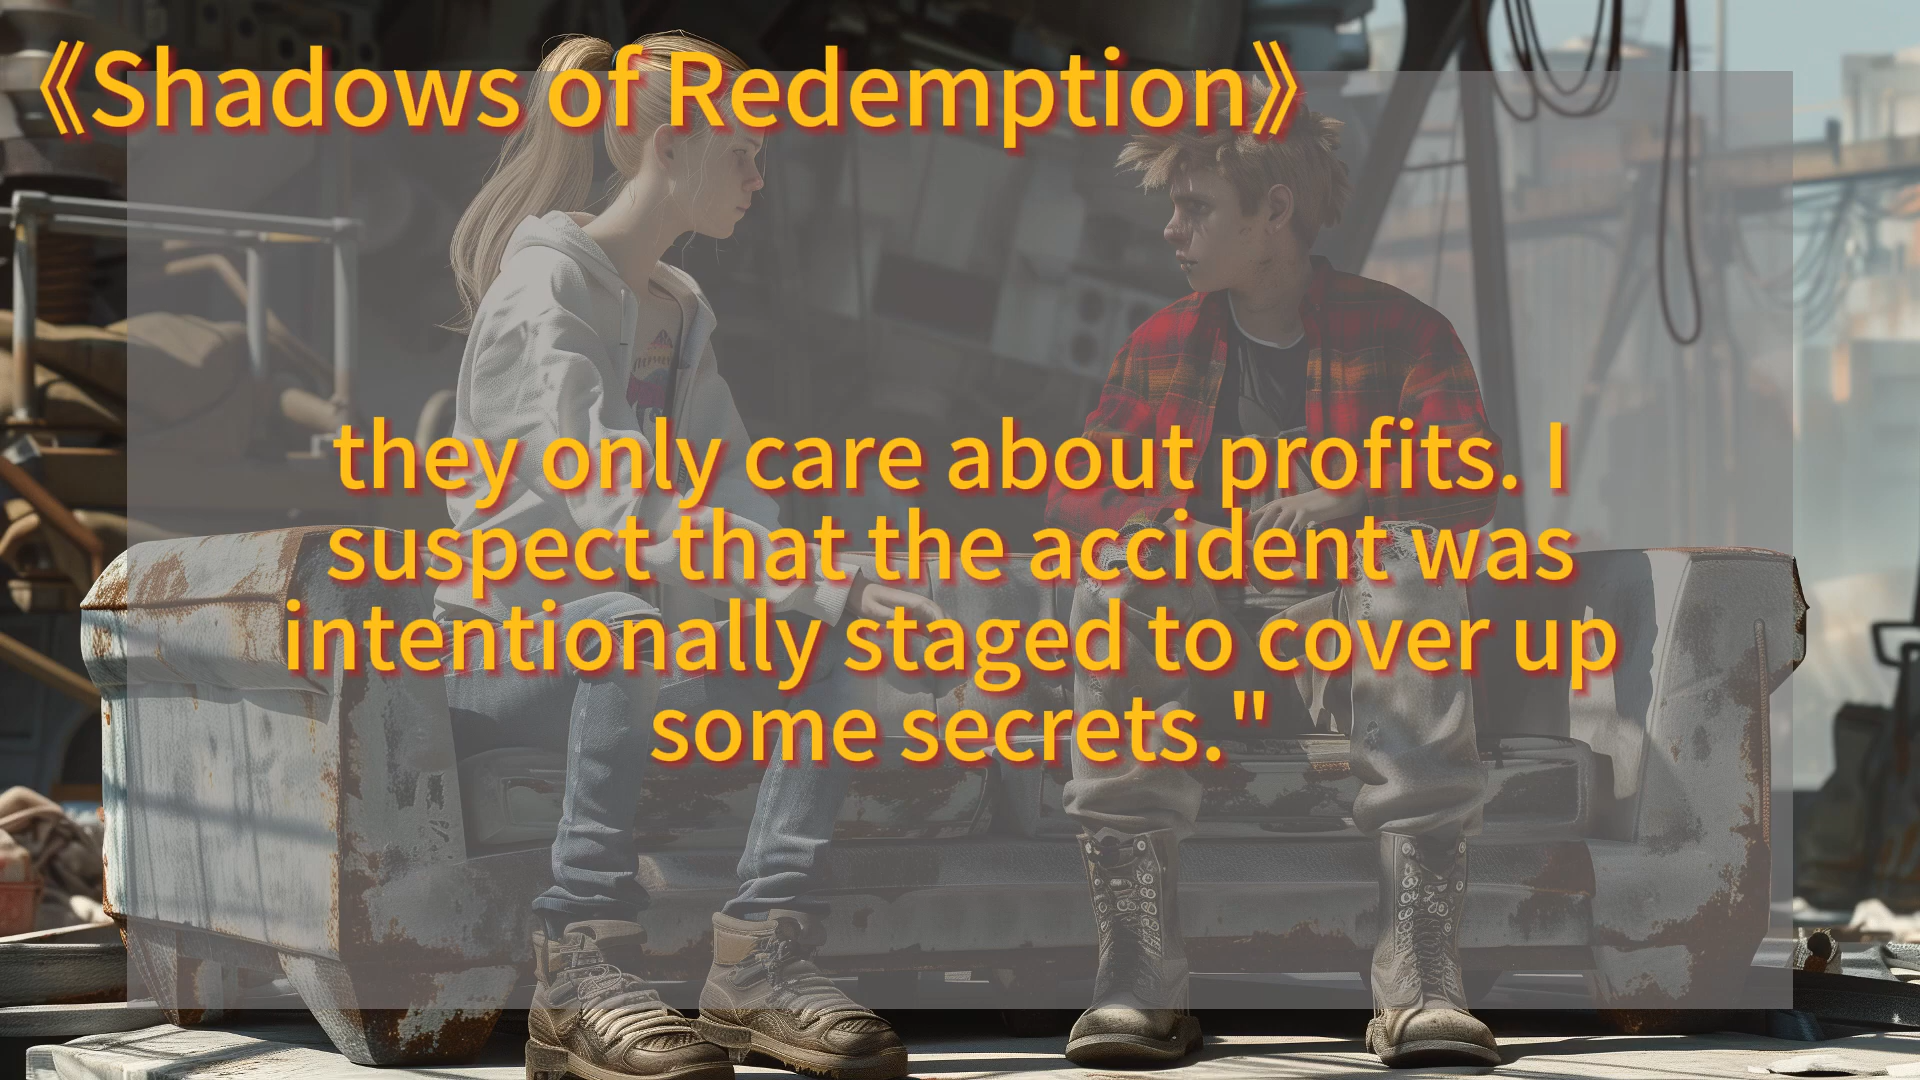 《Shadows of Redemption》
they only care about profits. I
suspect that the accident was
intentionally staged to cover up
some secrets."